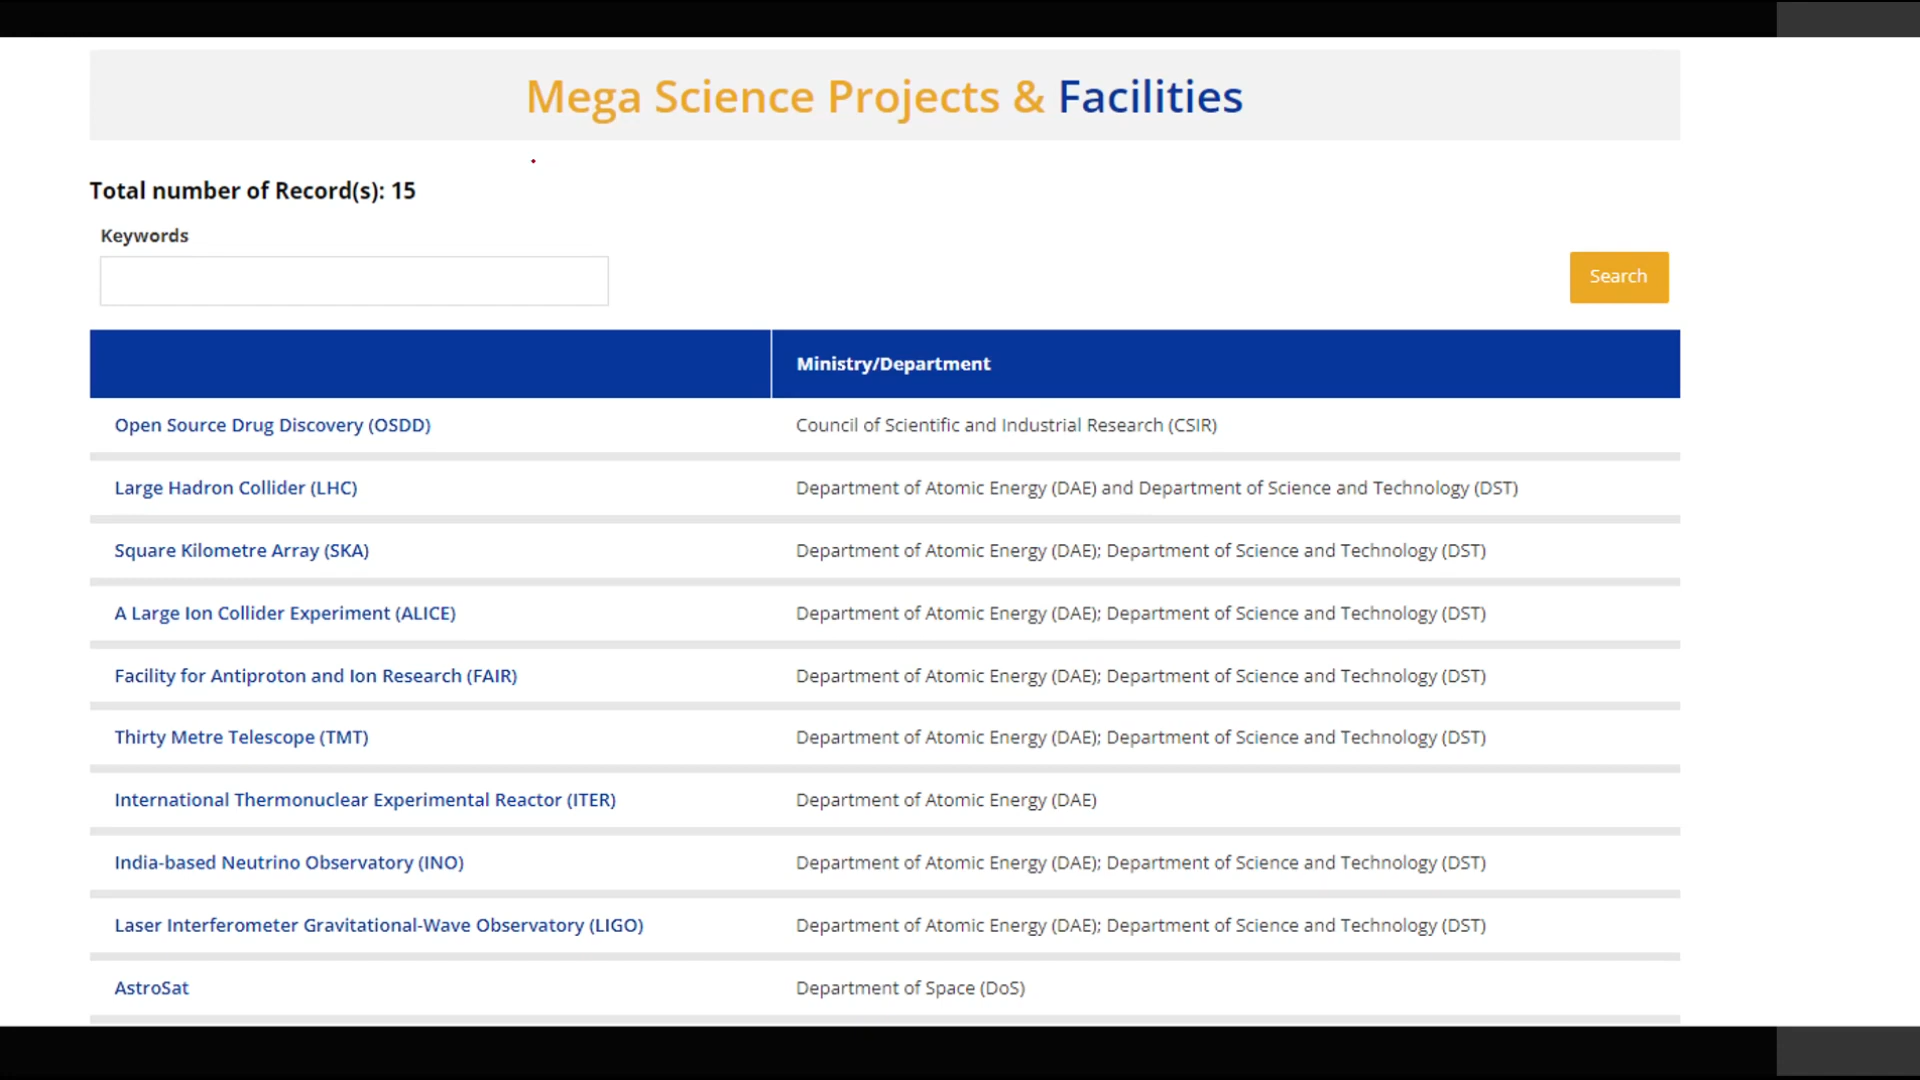 Mega Science Projects & Facilities
Total number of Record(s): 15
Keywords
Search
Ministry/Department
Open Source Drug Discovery (OSDD) Council of Scientific and Industrial Research (CSIR)
Large Hadron Collider (LHC) Department of Atomic Energy (DAE) and Department of Science and Technology (DST)
Square Kilometre Array (SKA) Department of Atomic Energy (DAE); Department of Science and Technology (DST)
A Large Ion Collider Experiment (ALICE) Department of Atomic Energy (DAE); Department of Science and Technology (DST)
Facility for Antiproton and Ion Research (FAIR) Department of Atomic Energy (DAE); Department of Science and Technology (DST)
Thirty Metre Telescope (TMT) Department of Atomic Energy (DAE); Department of Science and Technology (DST)
International Thermonuclear Experimental Reactor (ITER) Department of Atomic Energy (DAE)
India-based Neutrino Observatory (INO) Department of Atomic Energy (DAE); Department of Science and Technology (DST)
Laser Interferometer Gravitational-Wave Observatory (LIGO) Department of Atomic Energy (DAE); Department of Science and Technology (DST)
AstroSat Department of Space (DoS)